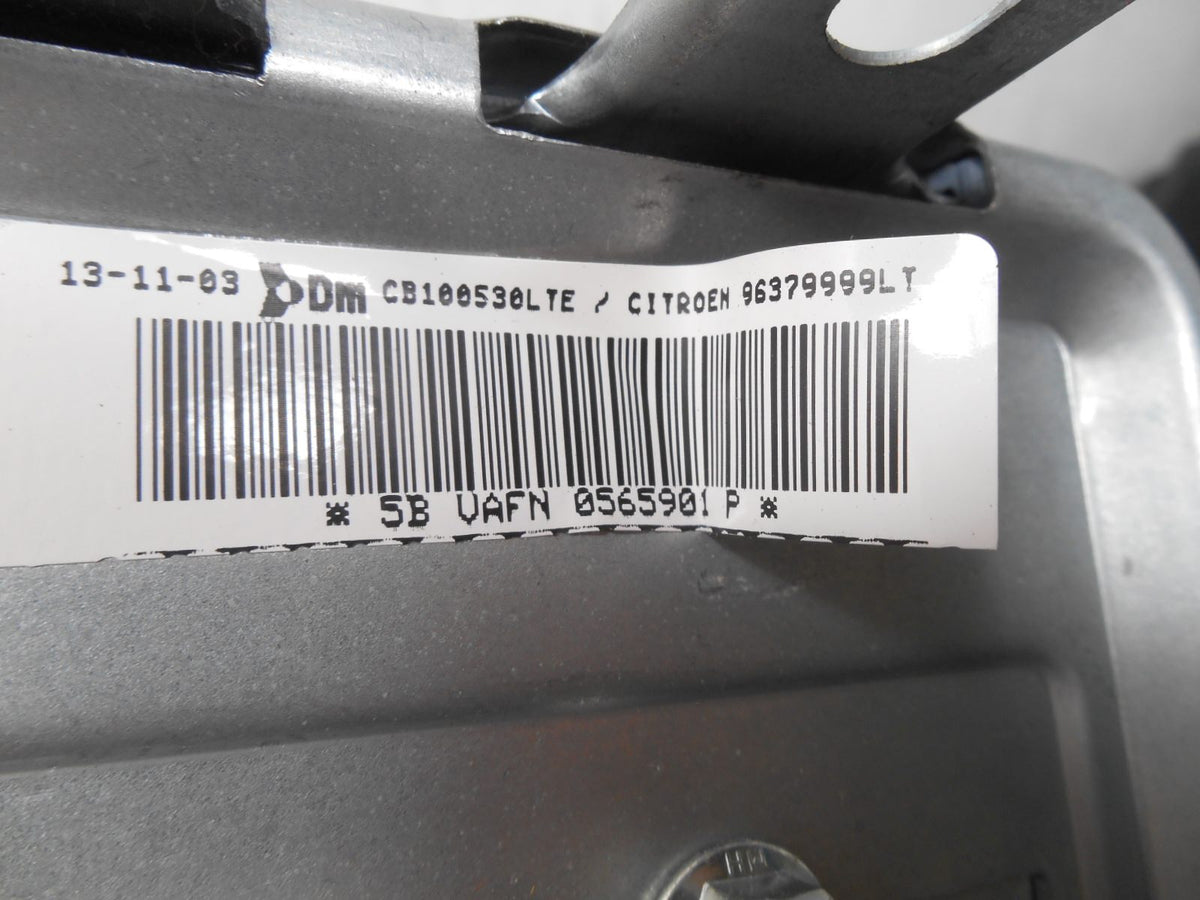 13-11-03 Dm CB100530LTE / CITROEN 96379999LT
* 5B VAFN 0565901 P *